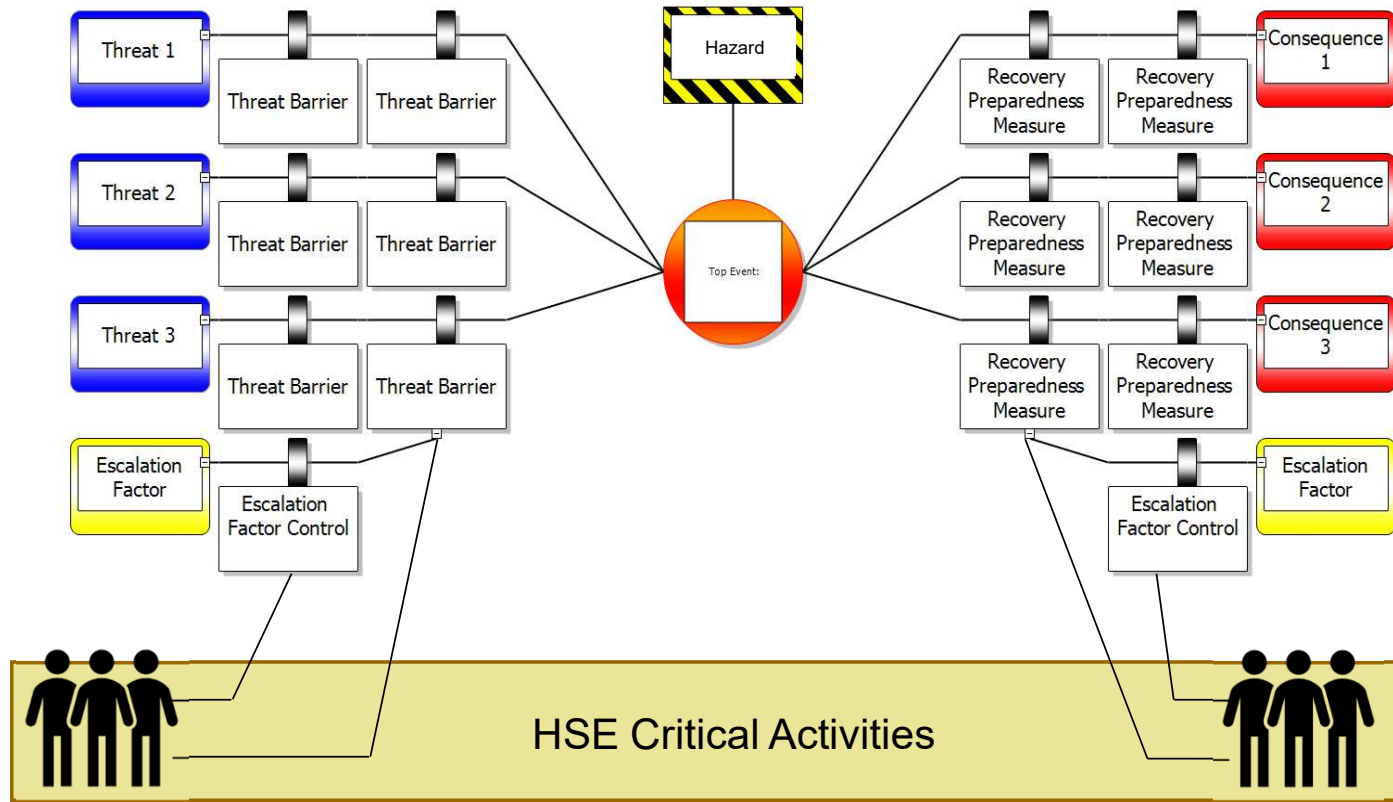 Threat 1
Threat Barrier
Threat Barrier
Hazard
Recovery
Preparedness
Measure
Recovery
Preparedness
Measure
Consequence
1
Threat 2
Threat Barrier
Threat Barrier
Top Event:
Recovery
Preparedness
Measure
Recovery
Preparedness
Measure
Consequence
2
Threat 3
Threat Barrier
Threat Barrier
Recovery
Preparedness
Measure
Recovery
Preparedness
Measure
Consequence
3
Escalation
Factor
Escalation
Factor Control
Escalation
Factor Control
Escalation
Factor
HSE Critical Activities